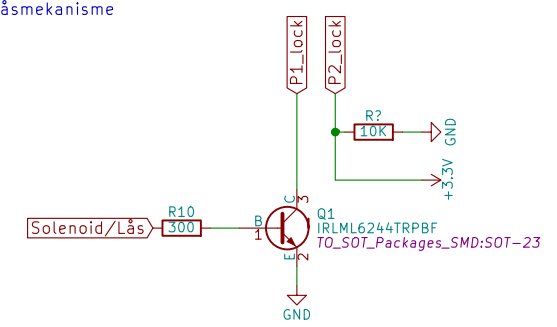 åsmekanisme
P1_lock
P2_lock
R?
10K
GND
+3.3V
R10
300
Solenoid/Lås
B
1
C
3
E
2
Q1
IRLML6244TRPBF
TO_SOT_Packages_SMD:SOT-23
GND